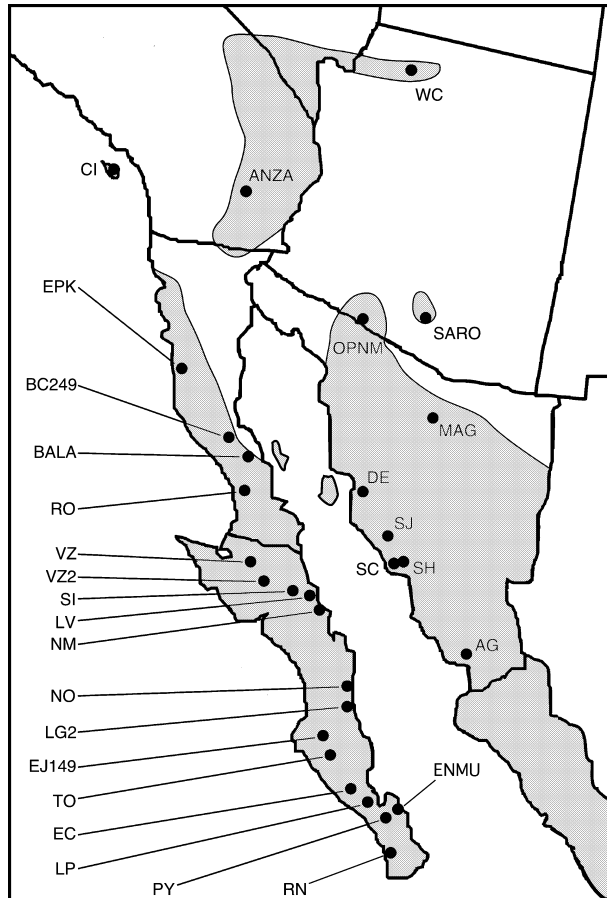 WC
CI
ANZA
EPK
SARO
OPNM
BC249
MAG
BALA
DE
RO
SJ
VZ
SC
SH
VZ2
SI
LV
NM
AG
NO
LG2
EJ149
ENMU
TO
EC
LP
PY
RN